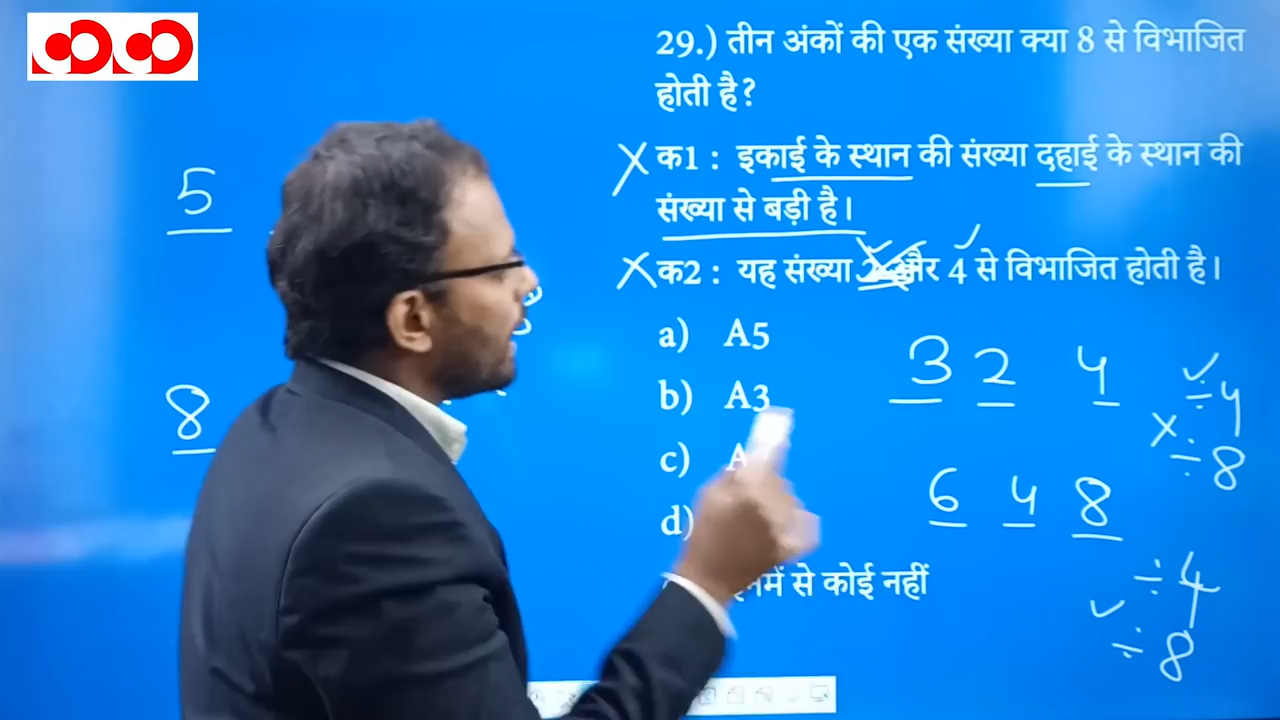 29.) तीन अंकों की एक संख्या क्या 8 से विभाजित
होती है?
X क1 : इकाई के स्थान की संख्या दहाई के स्थान की
संख्या से बड़ी है।
X क2 : यह संख्या और 4 से विभाजित होती है।
a) A5
b) A3
c) A
d)
से कोई नहीं
5
8
3 2 4
÷4
X ÷8
6 4 8
÷4
÷8